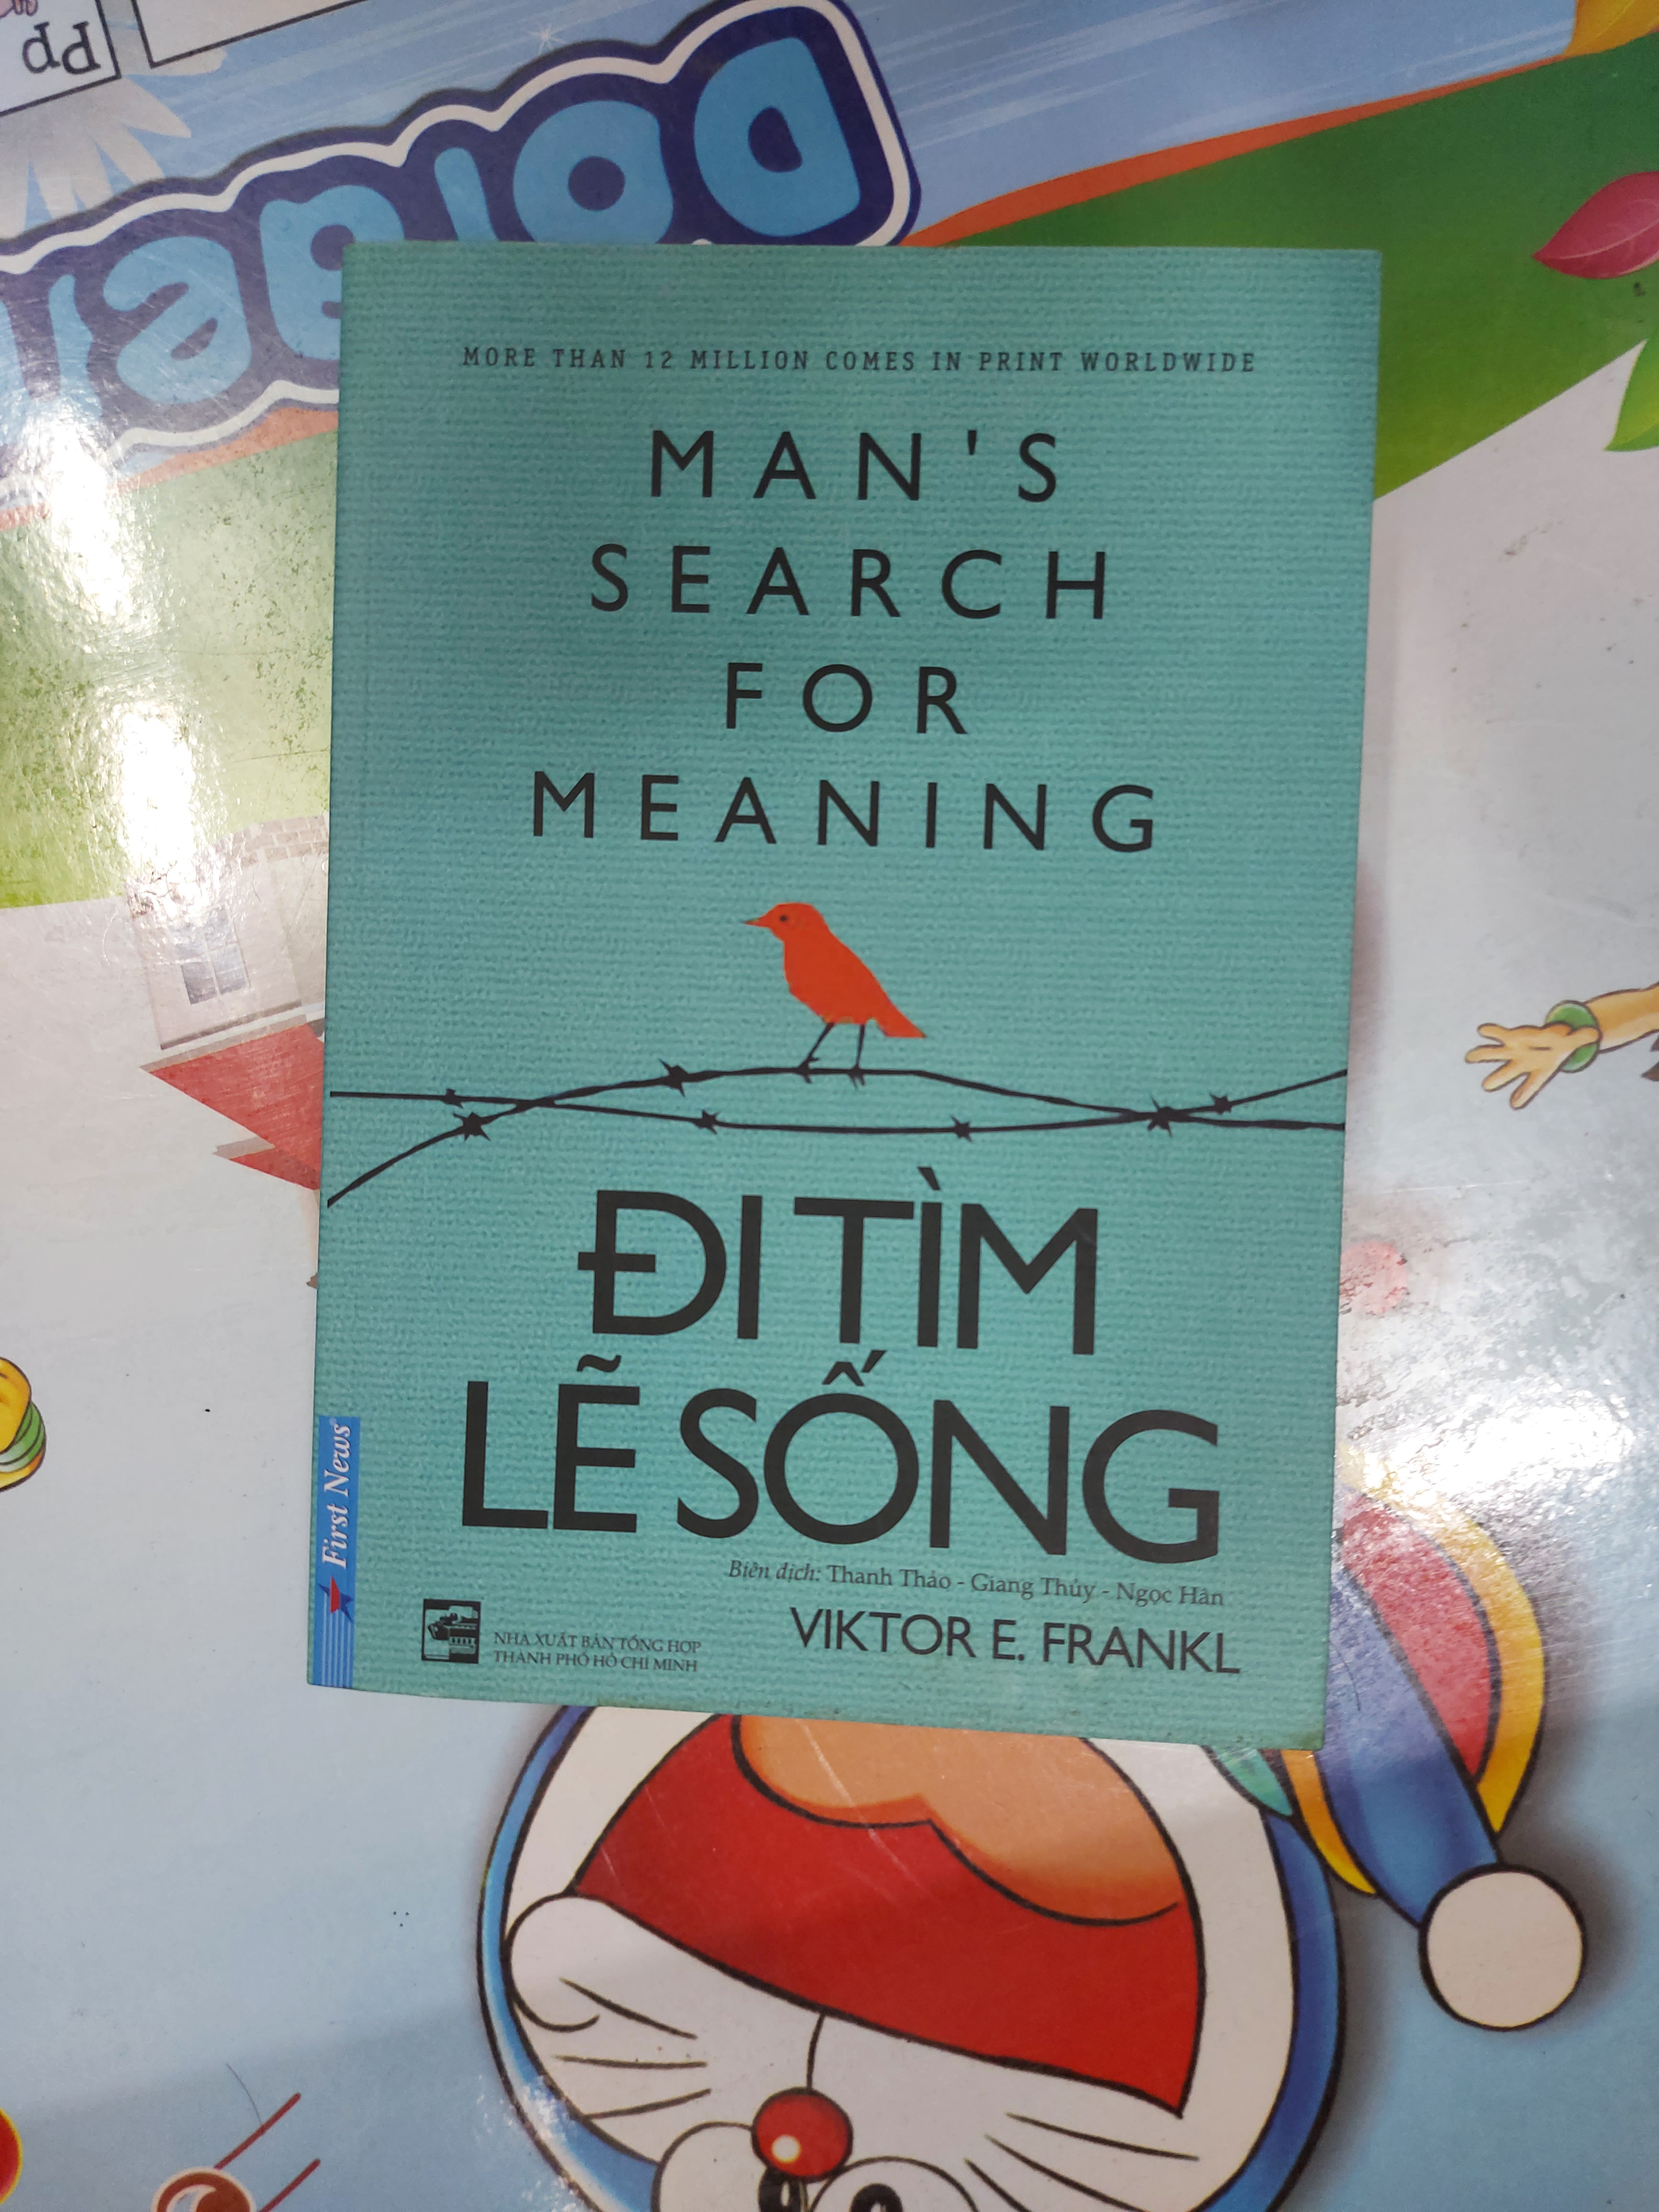 Dd
Doraem
MORE THAN 12 MILLION COMES IN PRINT WORLDWIDE
MAN'S
SEARCH
FOR
MEANING
ĐI TÌM
LẼ SỐNG
Biên dịch: Thanh Thảo - Giang Thủy - Ngọc Hân
VIKTOR E. FRANKL
First News®
NHÀ XUẤT BẢN TỔNG HỢP
THÀNH PHỐ HỒ CHÍ MINH